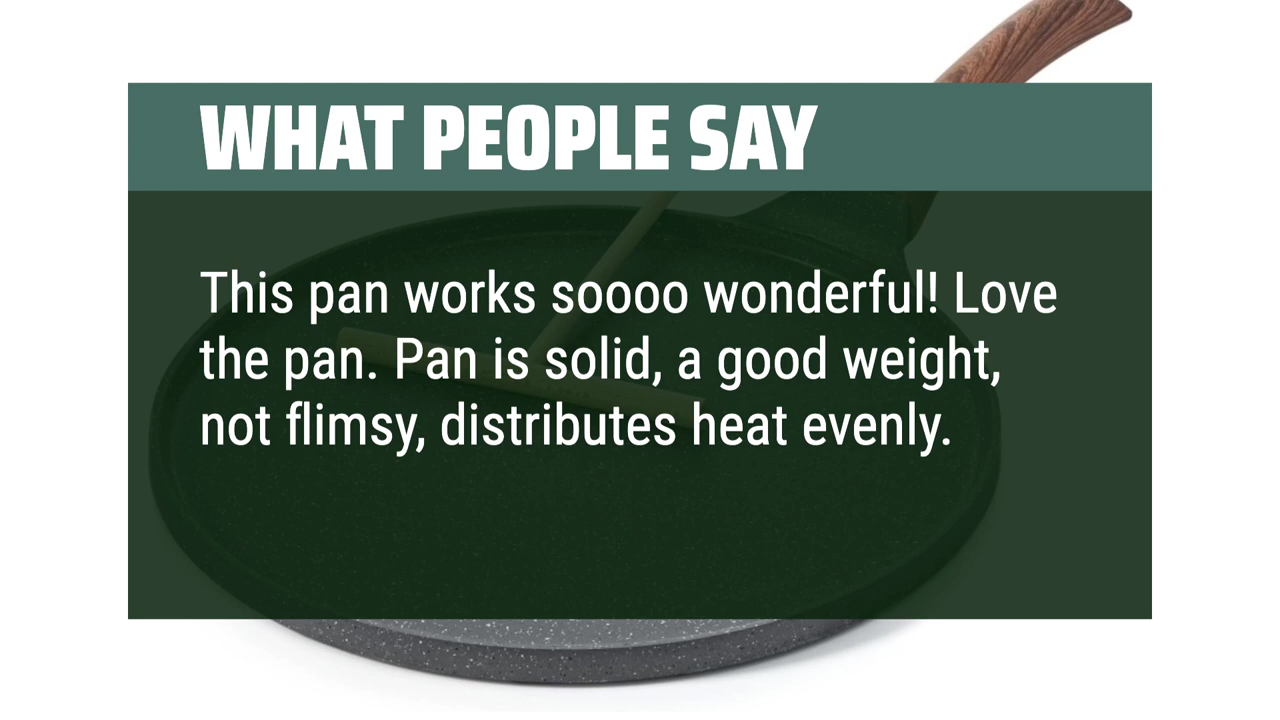 WHAT PEOPLE SAY
This pan works soooo wonderful! Love
the pan. Pan is solid, a good weight,
not flimsy, distributes heat evenly.